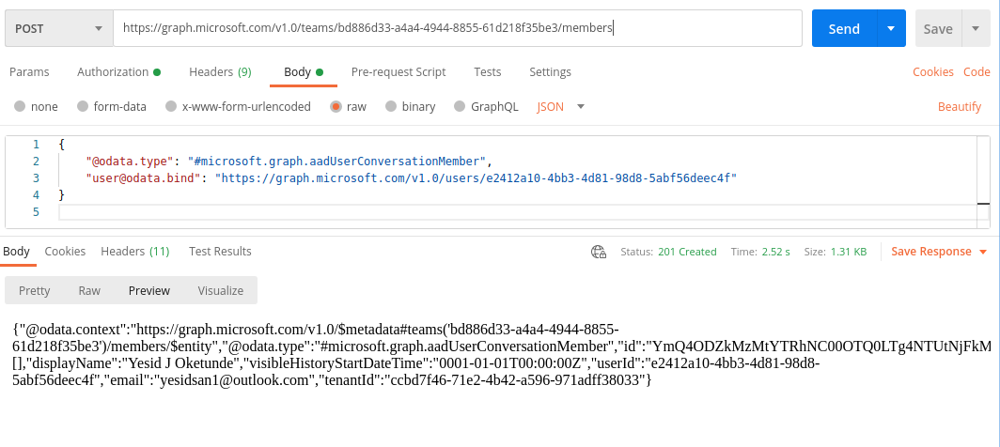 POST https://graph.microsoft.com/v1.0/teams/bd886d33-a4a4-4944-8855-61d218f35be3/members Send Save
Params Authorization Headers (9) Body Pre-request Script Tests Settings Cookies Code
none form-data x-www-form-urlencoded raw binary GraphQL JSON Beautify
1 {
2 "@odata.type": "#microsoft.graph.aadUserConversationMember",
3 "user@odata.bind": "https://graph.microsoft.com/v1.0/users/e2412a10-4bb3-4d81-98d8-5abf56deec4f"
4 }
5
Body Cookies Headers (11) Test Results Status: 201 Created Time: 2.52 s Size: 1.31 KB Save Response
Pretty Raw Preview Visualize
{"@odata.context":"https://graph.microsoft.com/v1.0/$metadata#teams('bd886d33-a4a4-4944-8855-
61d218f35be3')/members/$entity","@odata.type":"#microsoft.graph.aadUserConversationMember","id":"YmQ4ODZkMzMtYTRhNC00OTQ0LTg4NTUtNjFkM
[],"displayName":"Yesid J Oketunde","visibleHistoryStartDateTime":"0001-01-01T00:00:00Z","userId":"e2412a10-4bb3-4d81-98d8-
5abf56deec4f","email":"yesidsan1@outlook.com","tenantId":"ccbd7f46-71e2-4b42-a596-971adff38033"}